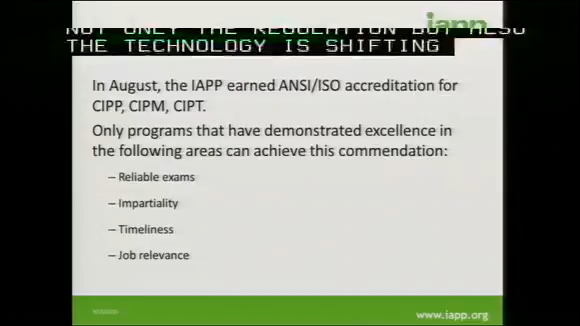 iapp
NOT ONLY THE REGULATION BUT ALSO
THE TECHNOLOGY IS SHIFTING
In August, the IAPP earned ANSI/ISO accreditation for
CIPP, CIPM, CIPT.
Only programs that have demonstrated excellence in
the following areas can achieve this commendation:
– Reliable exams
– Impartiality
– Timeliness
– Job relevance
www.iapp.org